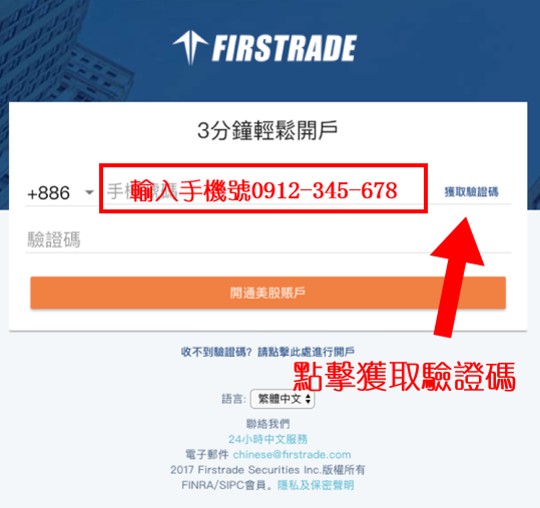 FIRSTRADE
3分鐘輕鬆開戶
+886
手機號碼
輸入手機號0912-345-678
獲取驗證碼
驗證碼
開通美股賬戶
收不到驗證碼? 請點擊此處進行開戶
點擊獲取驗證碼
語言: 繁體中文
聯絡我們
24小時中文服務
電子郵件 chinese@firstrade.com
2017 Firstrade Securities Inc.版權所有
FINRA/SIPC會員。隱私及保密聲明